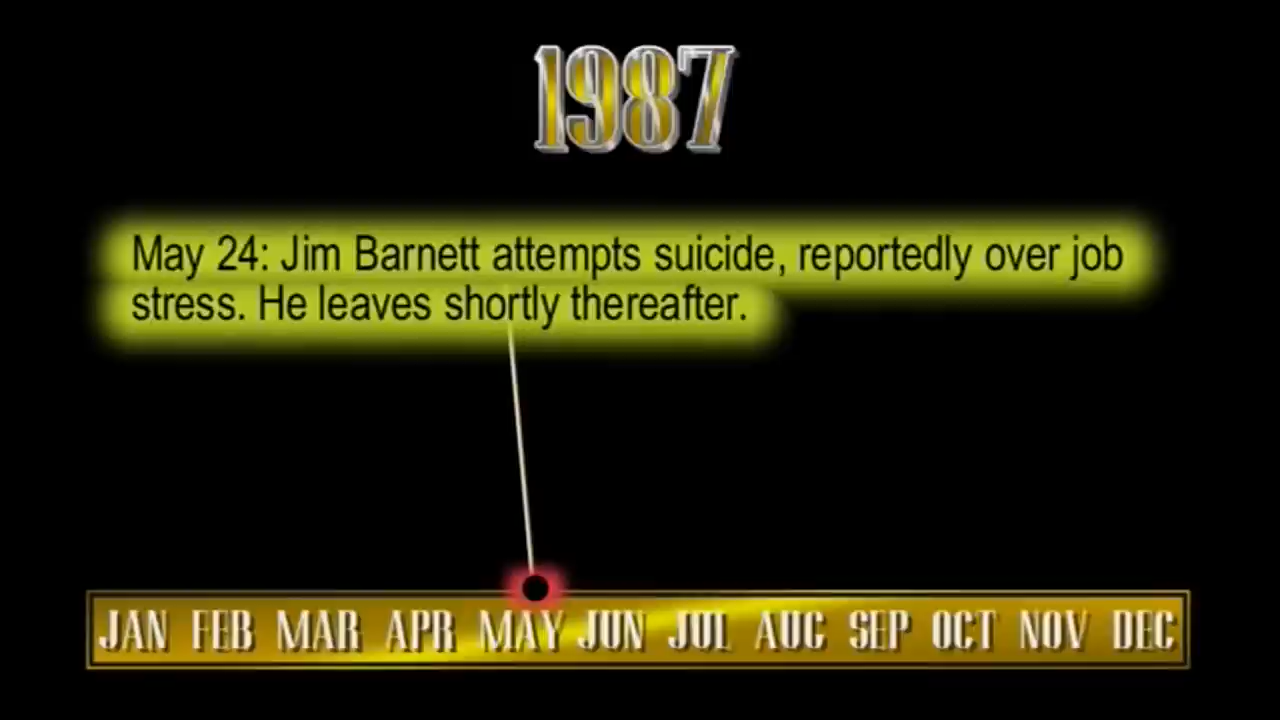 1987
May 24: Jim Barnett attempts suicide, reportedly over job
stress. He leaves shortly thereafter.
JAN FEB MAR APR MAY JUN JUL AUG SEP OCT NOV DEC